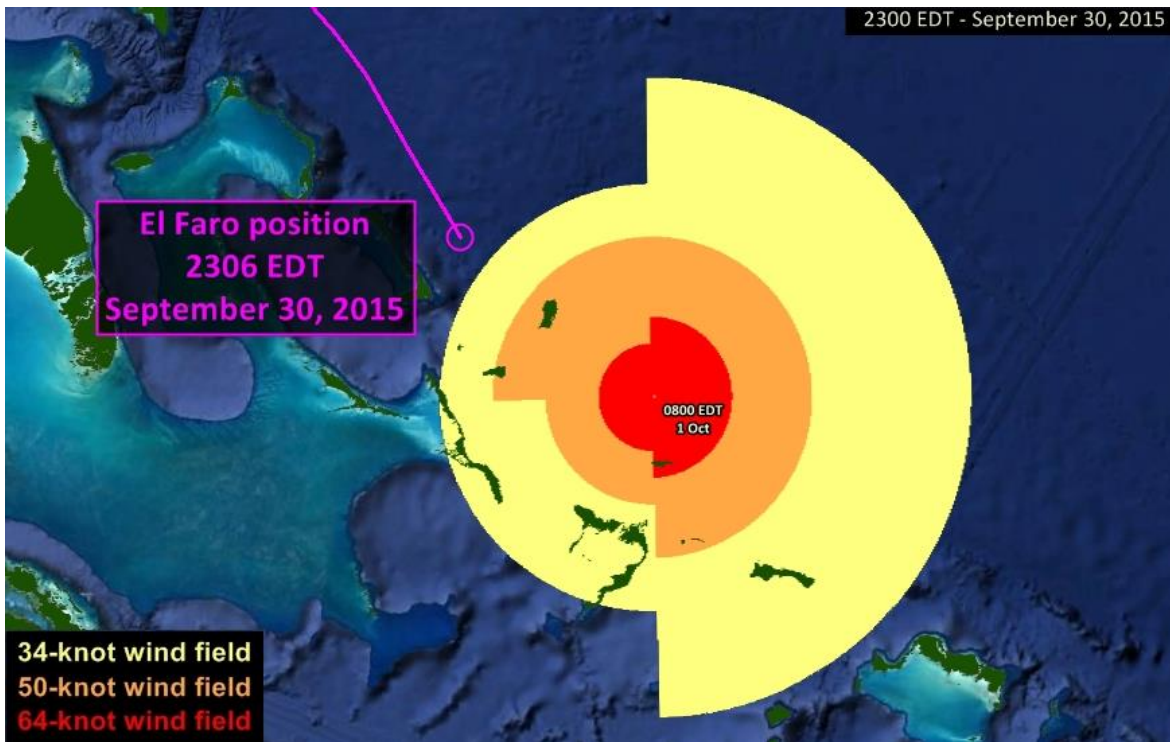 2300 EDT - September 30, 2015
El Faro position
2306 EDT
September 30, 2015
0800 EDT
1 Oct
34-knot wind field
50-knot wind field
64-knot wind field